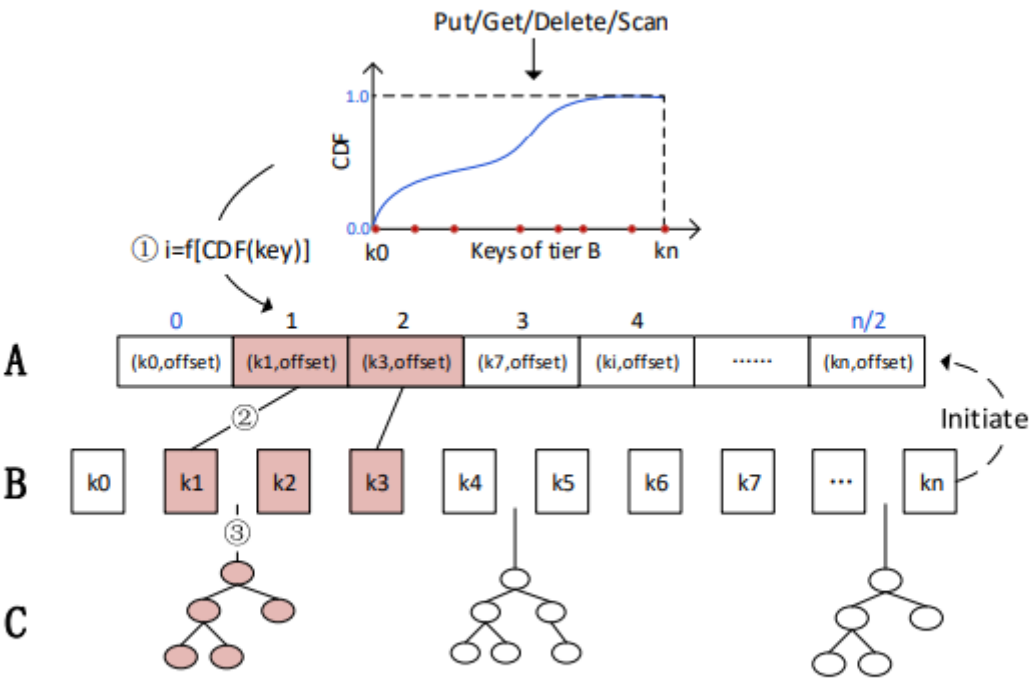 Put/Get/Delete/Scan
1.0
CDF
0.0
k0 Keys of tier B kn
① i=f[CDF(key)]
0 1 2 3 4 n/2
A (k0,offset) (k1,offset) (k3,offset) (k7,offset) (ki,offset) ...... (kn,offset)
②
Initiate
B k0 k1 k2 k3 k4 k5 k6 k7 ... kn
③
C